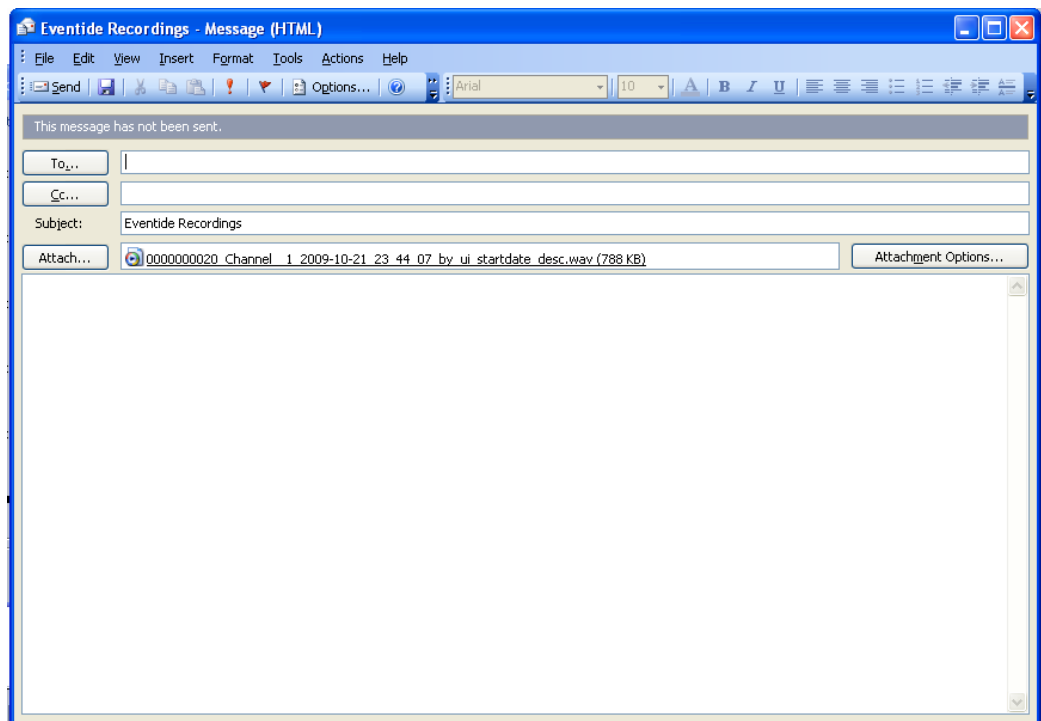 Eventide Recordings - Message (HTML)
File Edit View Insert Format Tools Actions Help
Send Options... Arial 10 A B I U
This message has not been sent.
To...
Cc...
Subject: Eventide Recordings
Attach... 0000000020_Channel__1_2009-10-21_23_44_07_by_ui_startdate_desc.wav (788 KB) Attachment Options...